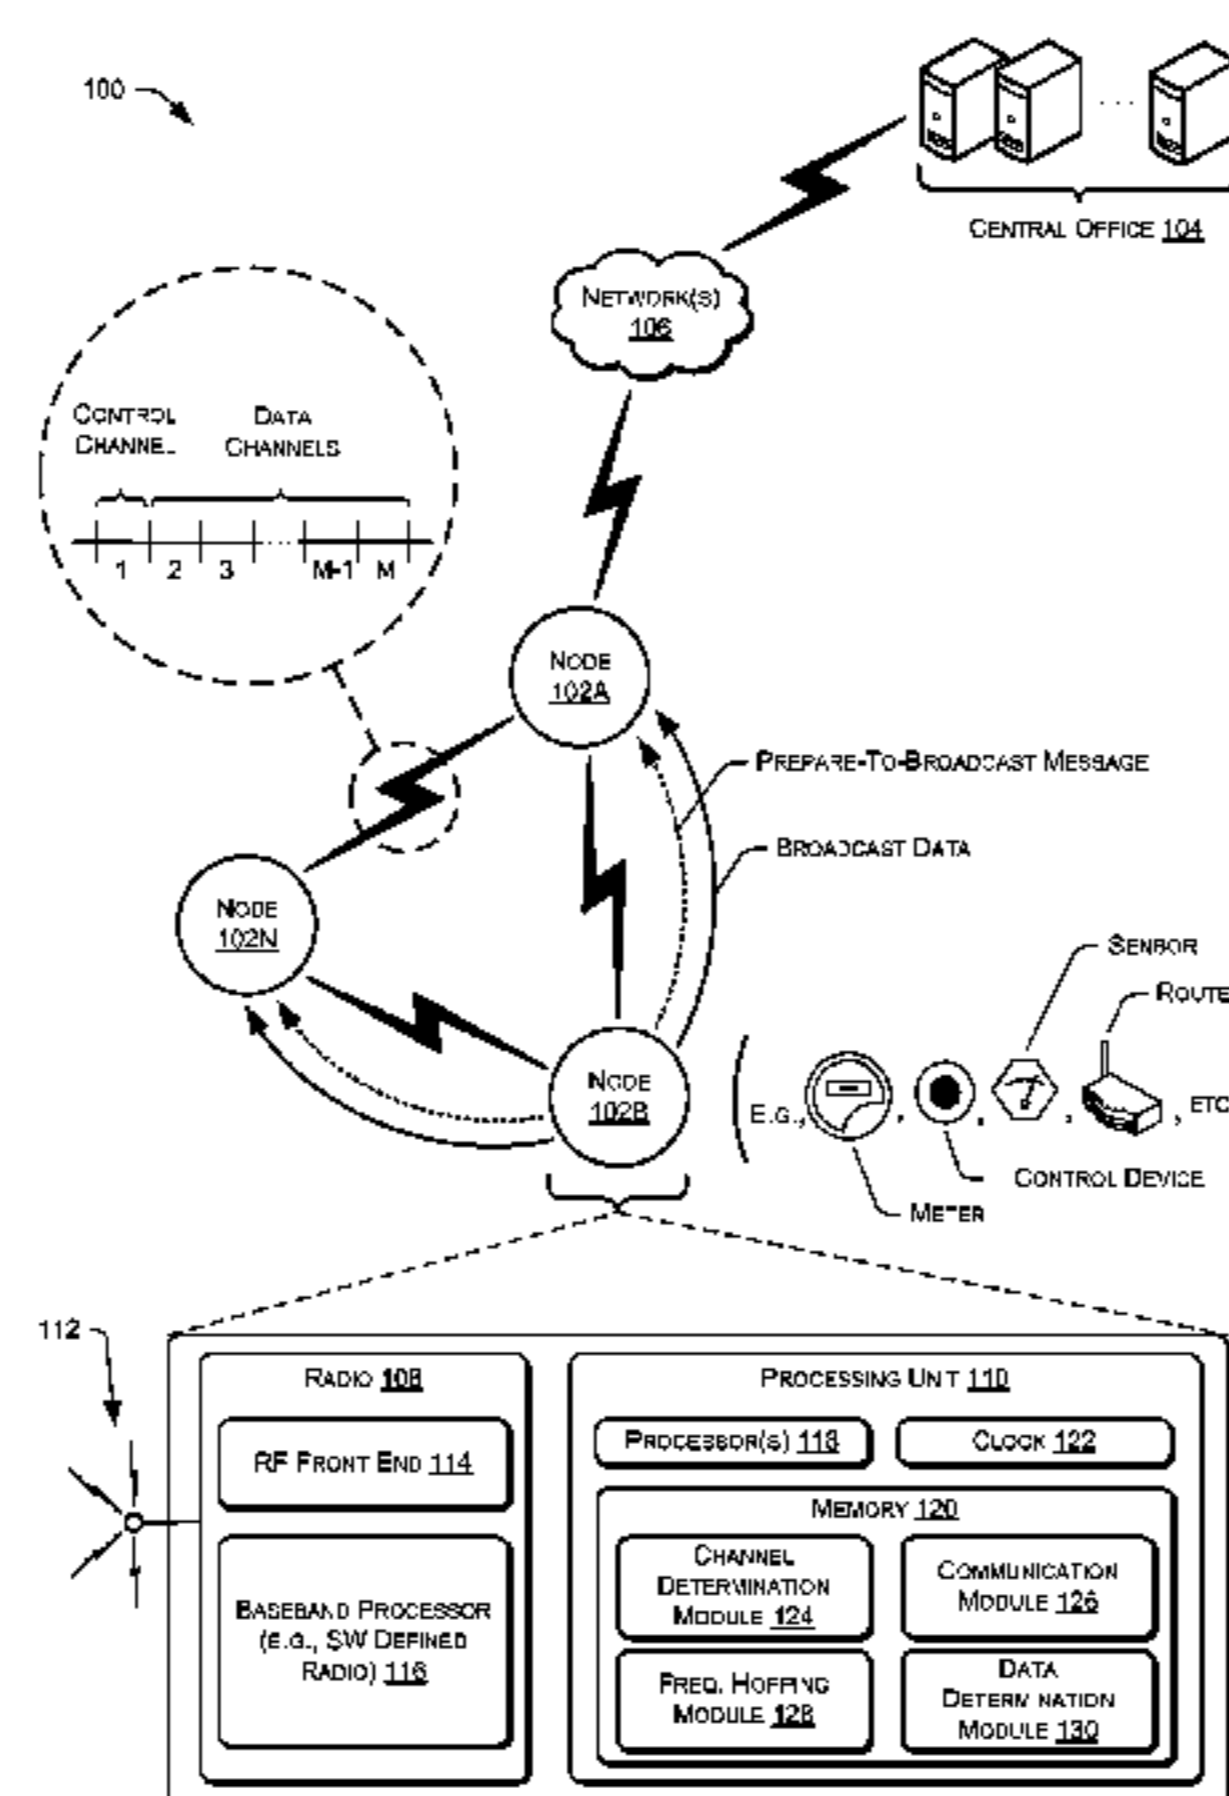 100
CENTRAL OFFICE 104
NETWORK(S)
106
CONTROL
CHANNEL
DATA
CHANNELS
1 2 3 ... M-1 M
NODE
102A
PREPARE-TO-BROADCAST MESSAGE
BROADCAST DATA
NODE
102N
SENSOR
ROUTE
NODE
102B
E.G., , , , , ETC
CONTROL DEVICE
METER
112
RADIO 108
PROCESSING UNIT 110
RF FRONT END 114
PROCESSOR(S) 118
CLOCK 122
MEMORY 120
BASEBAND PROCESSOR
(E.G., SW DEFINED
RADIO) 116
CHANNEL
DETERMINATION
MODULE 124
COMMUNICATION
MODULE 126
FREQ. HOPPING
MODULE 128
DATA
DETERMINATION
MODULE 130